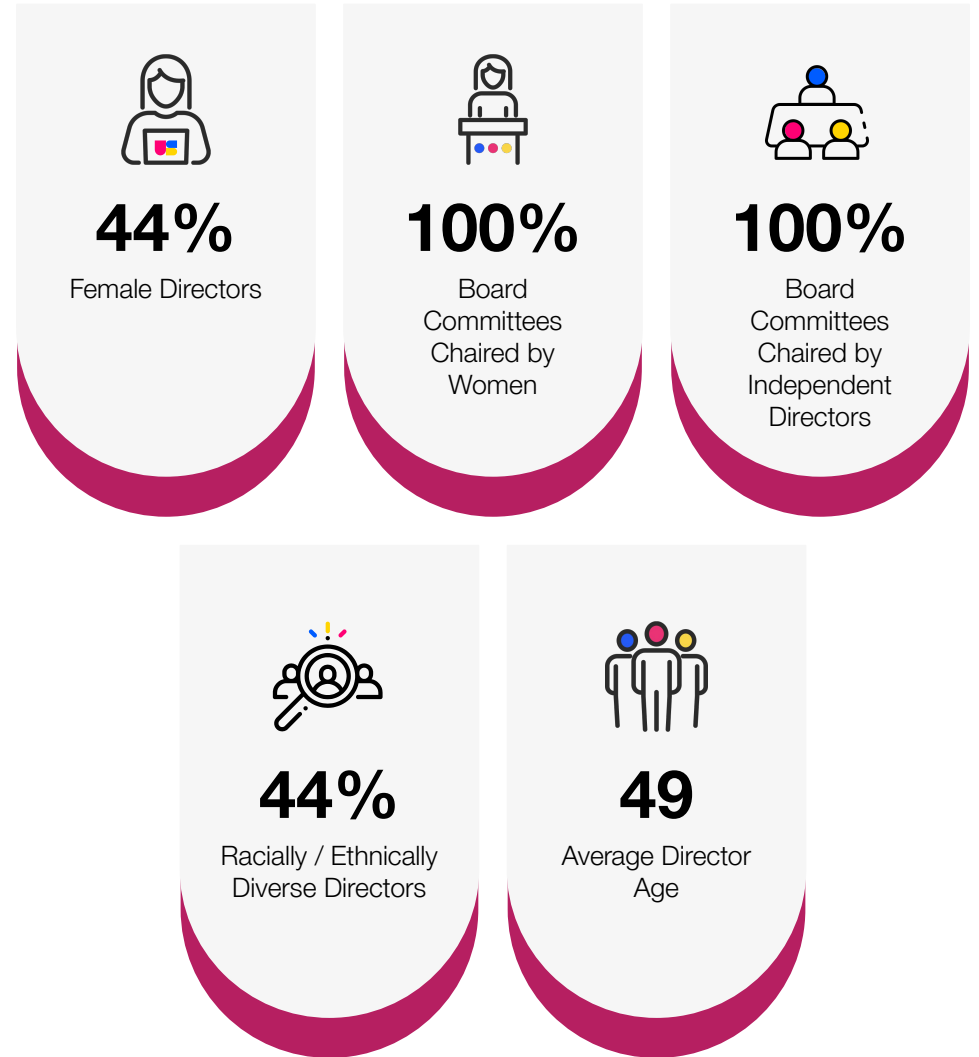 44%
Female Directors
100%
Board
Committees
Chaired by
Women
100%
Board
Committees
Chaired by
Independent
Directors
44%
Racially / Ethnically
Diverse Directors
49
Average Director
Age